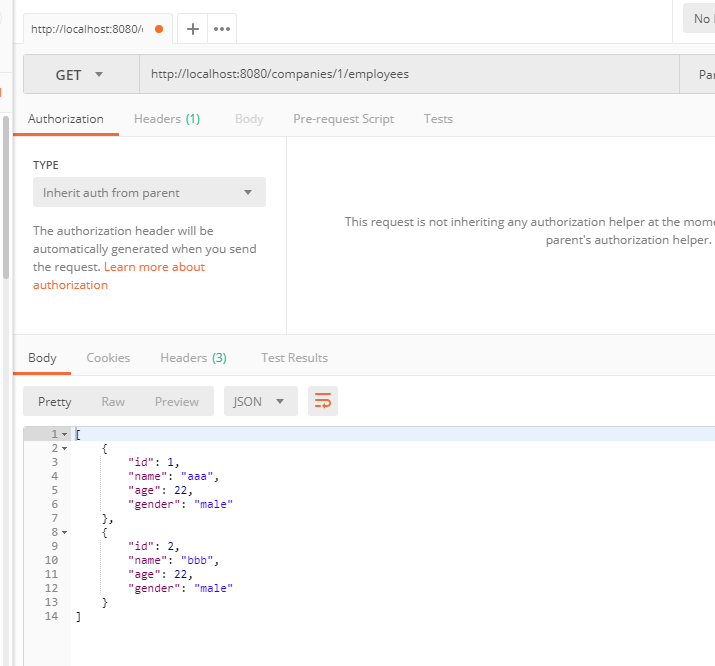 http://localhost:8080/
No
GET
http://localhost:8080/companies/1/employees
Authorization Headers (1) Body Pre-request Script Tests
TYPE
Inherit auth from parent
The authorization header will be
automatically generated when you send
the request. Learn more about
authorization
This request is not inheriting any authorization helper at the
parent's authorization helper.
Body Cookies Headers (3) Test Results
Pretty Raw Preview JSON
1 [
2 {
3 "id": 1,
4 "name": "aaa",
5 "age": 22,
6 "gender": "male"
7 },
8 {
9 "id": 2,
10 "name": "bbb",
11 "age": 22,
12 "gender": "male"
13 }
14 ]